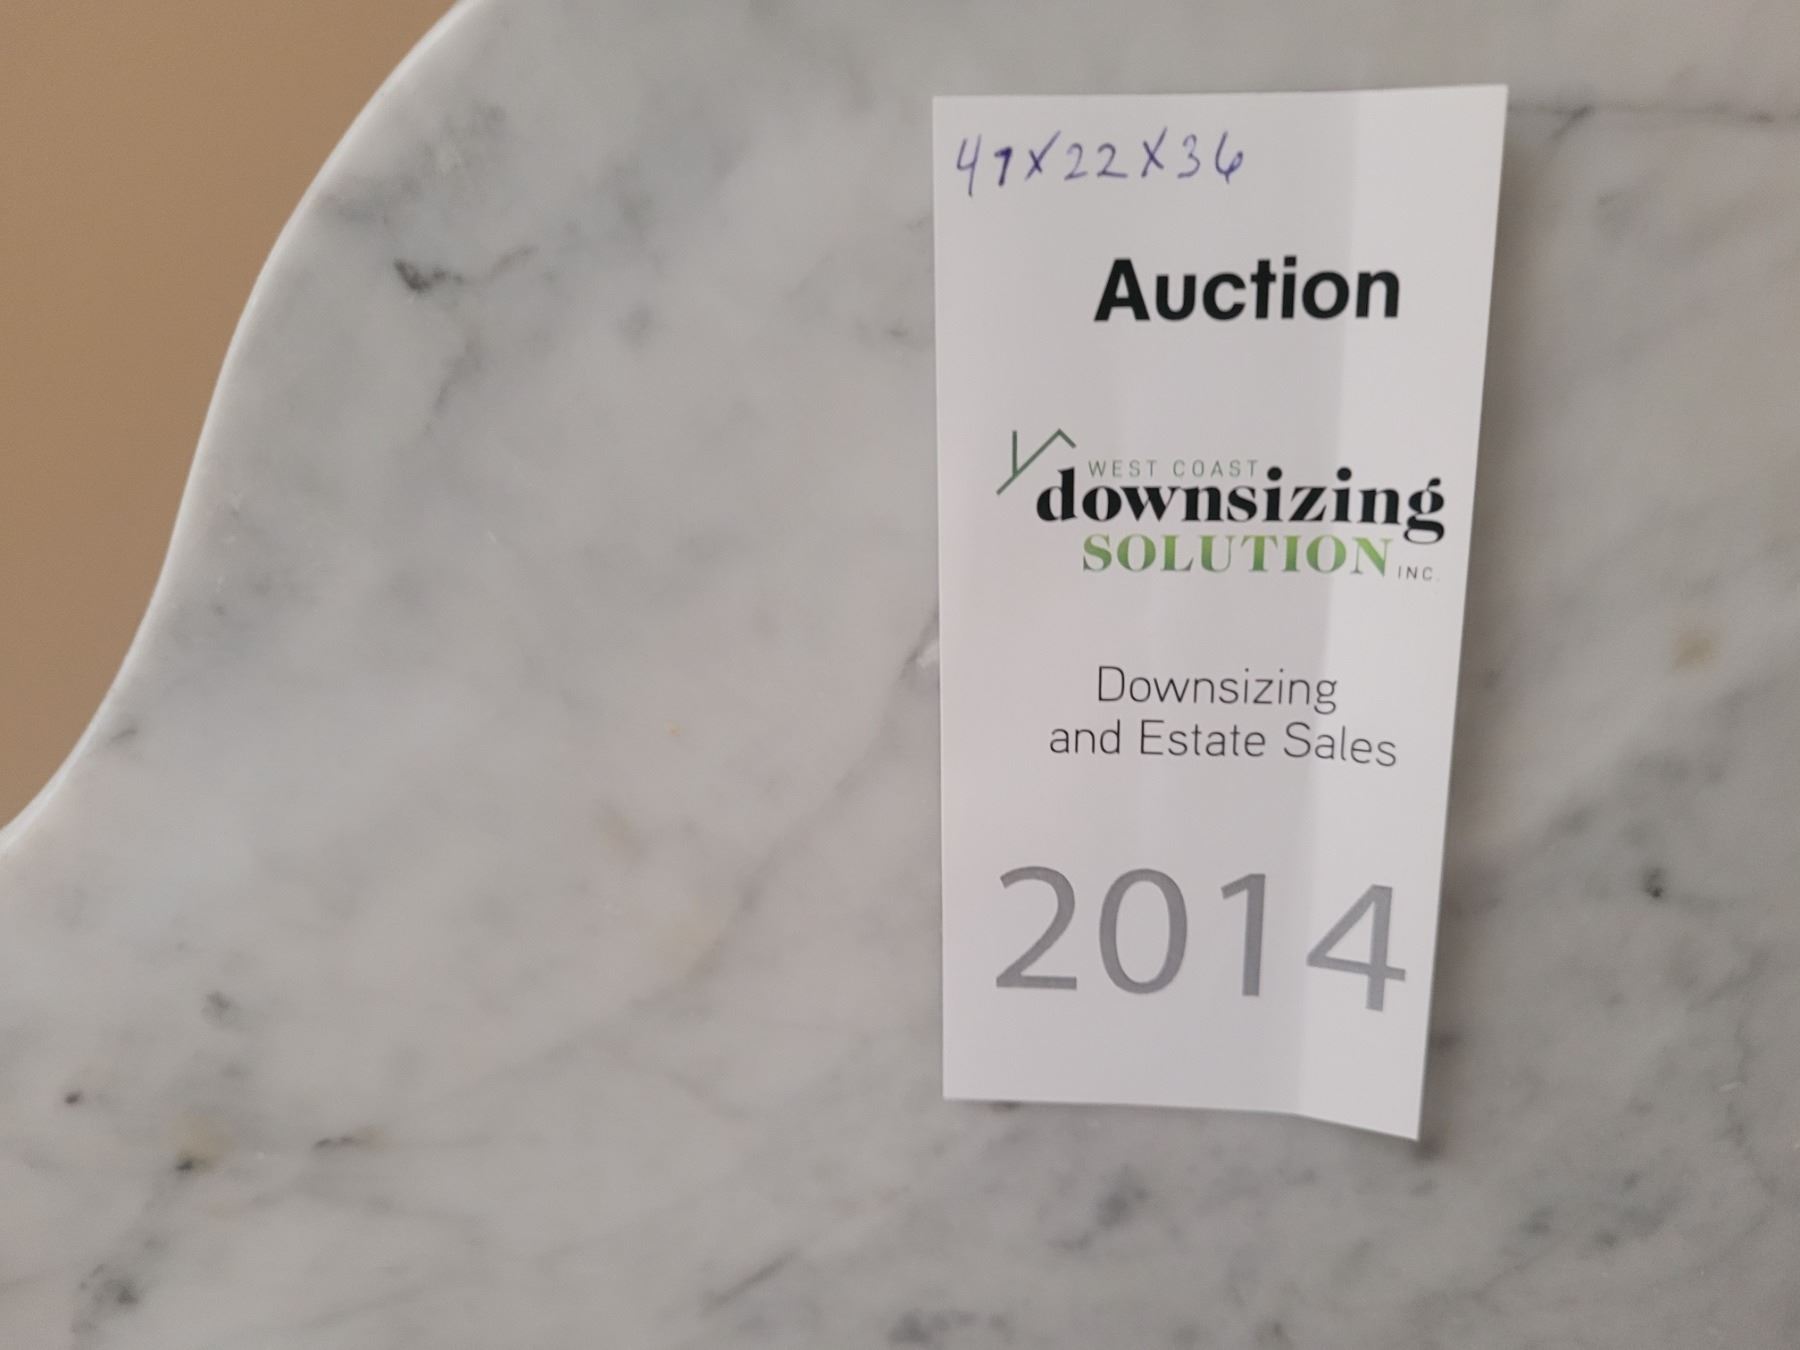 47X22X36
Auction
WEST COAST
downsizing
SOLUTION INC.
Downsizing
and Estate Sales
2014